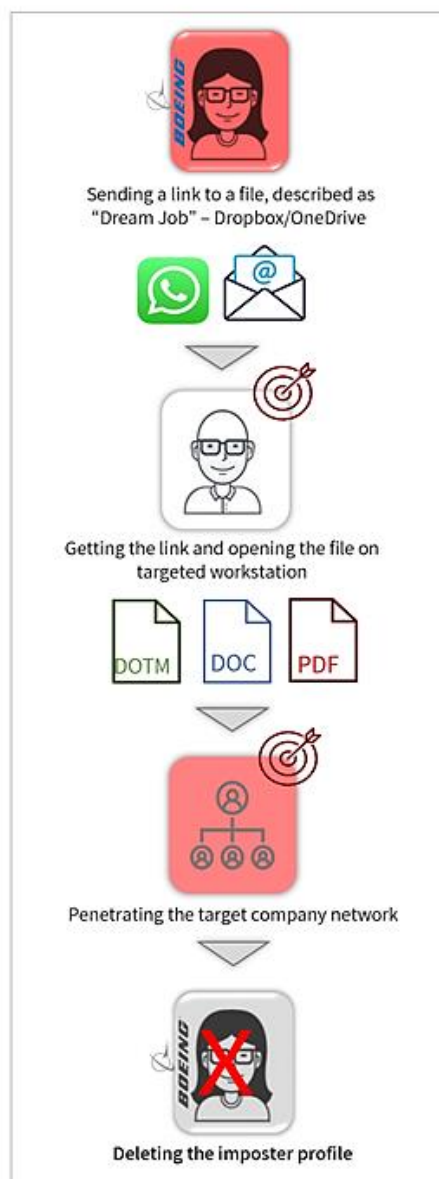 BOEING
Sending a link to a file, described as
“Dream Job” – Dropbox/OneDrive
@
Getting the link and opening the file on
targeted workstation
DOTM DOC PDF
Penetrating the target company network
BOEING
X
Deleting the imposter profile